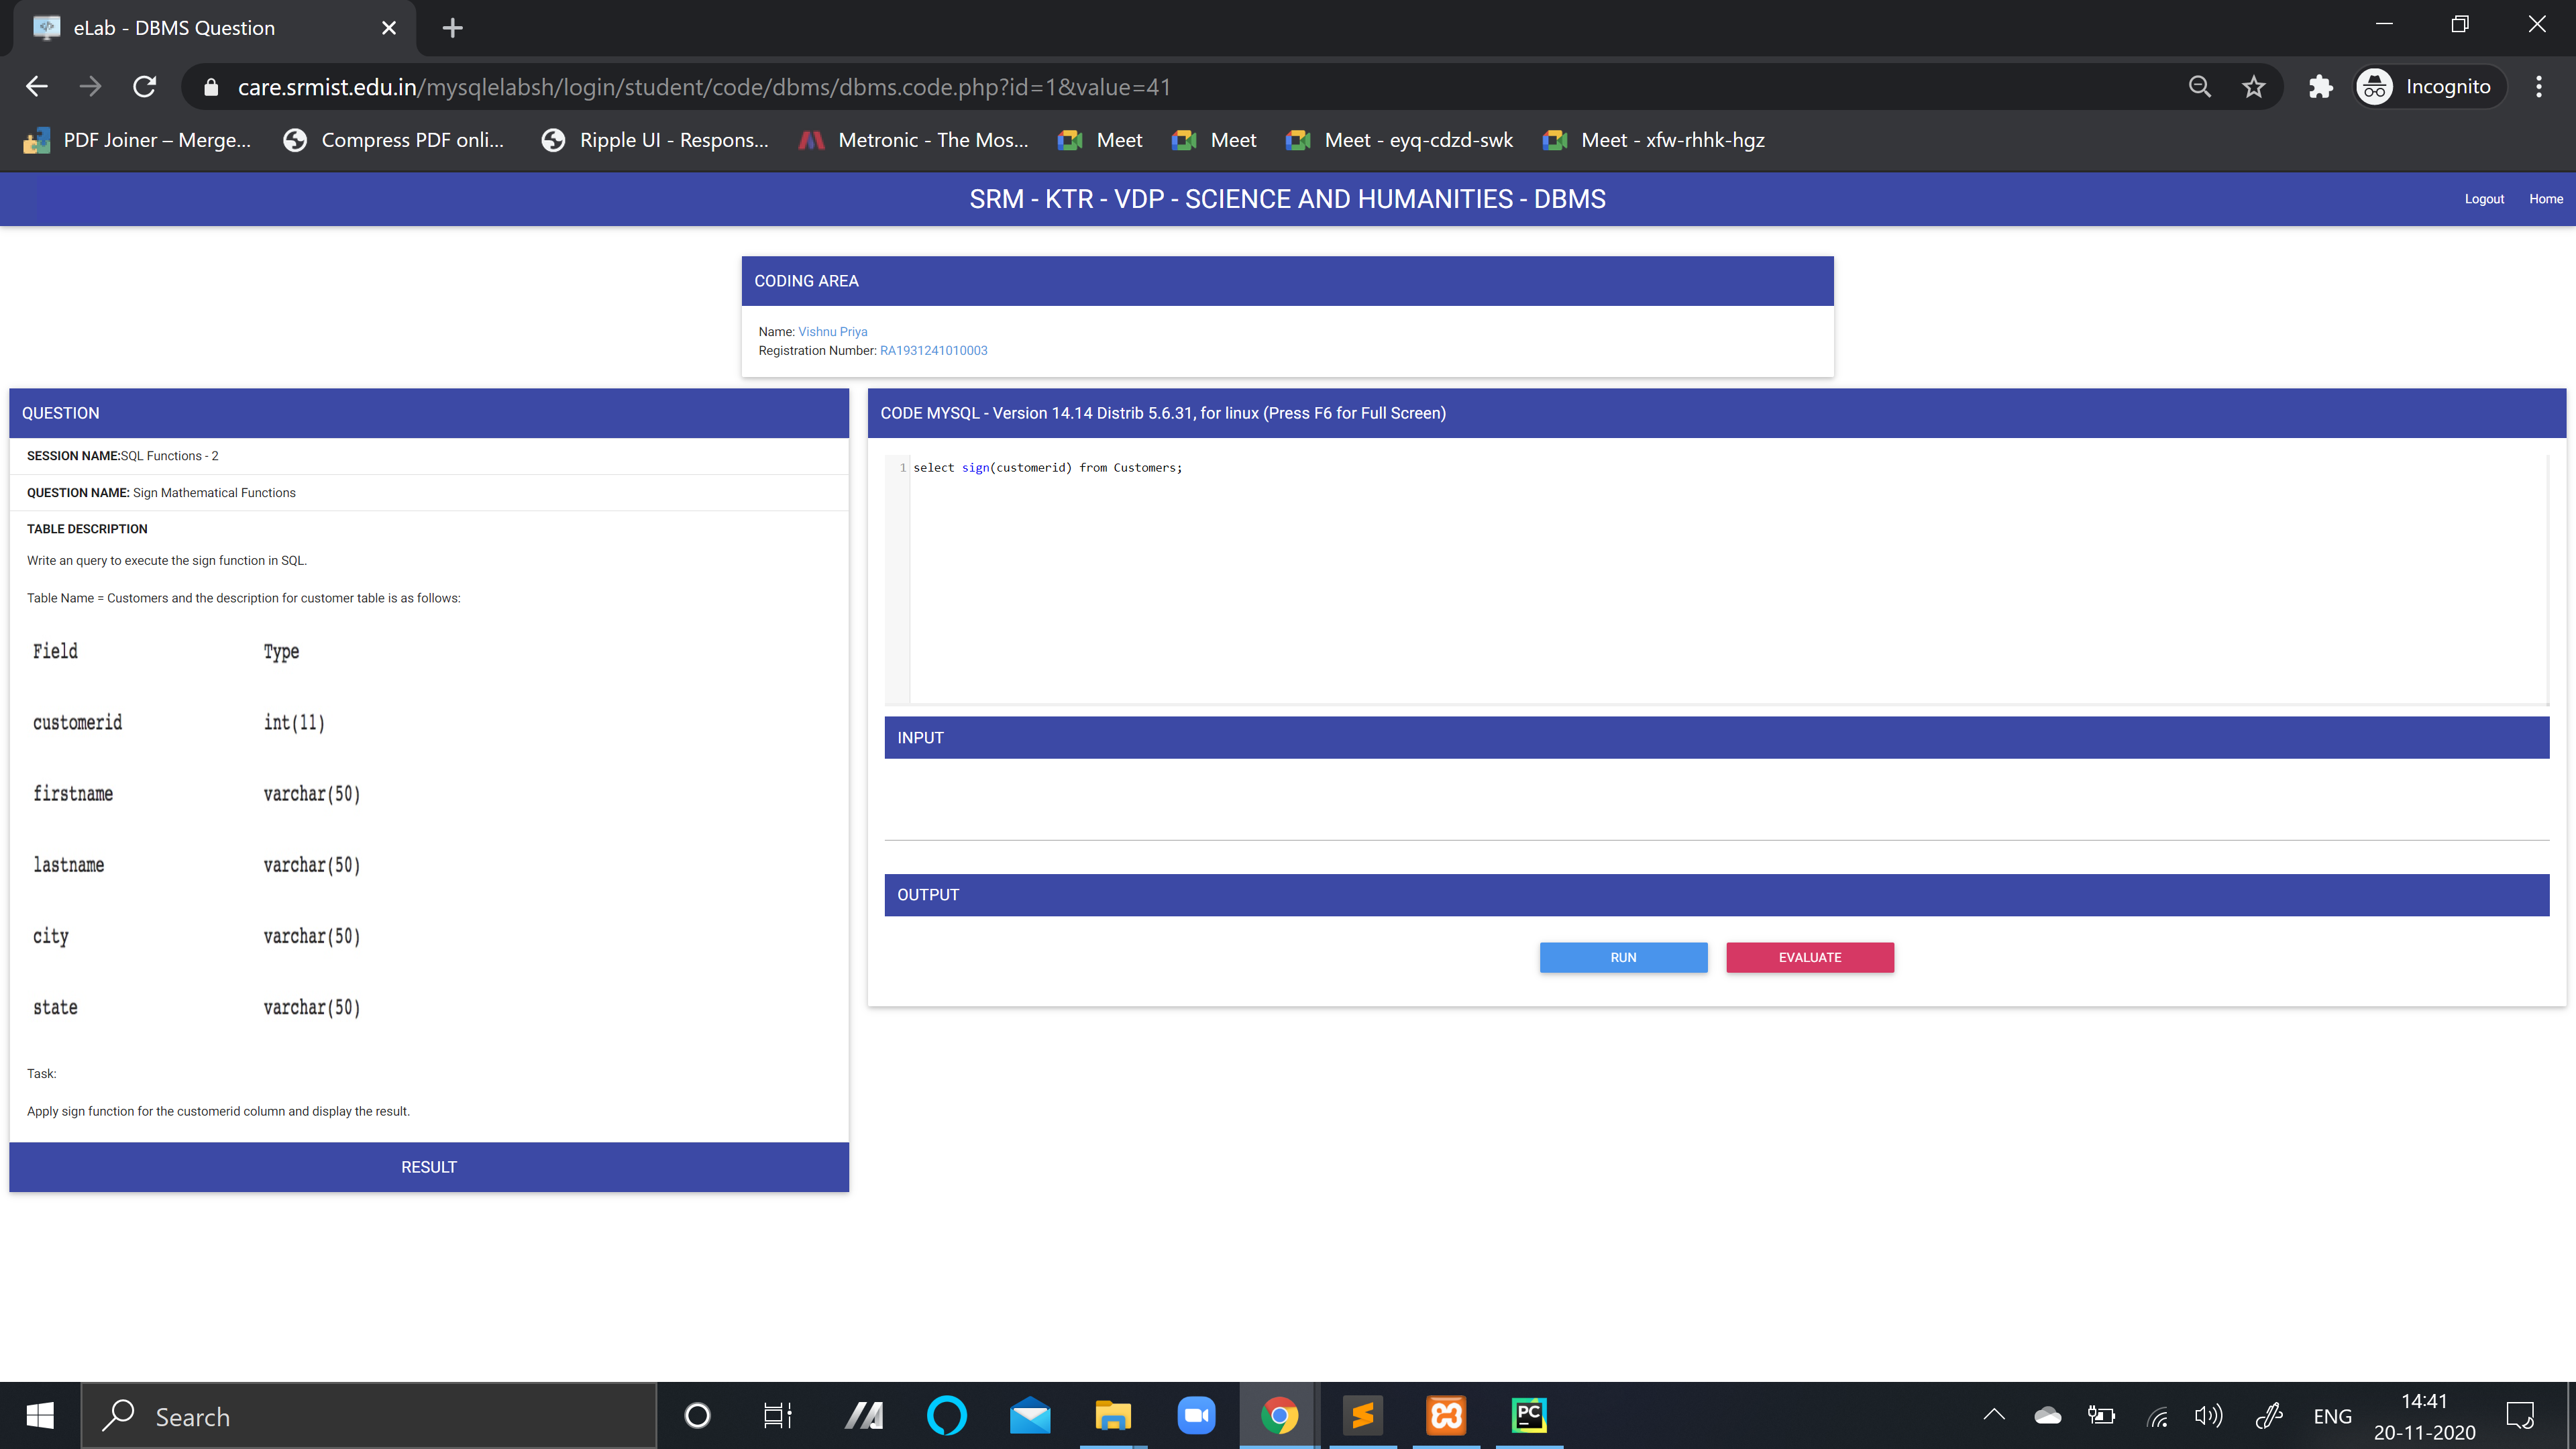 eLab - DBMS Question
care.srmist.edu.in/mysqlelabsh/login/student/code/dbms/dbms.code.php?id=1&value=41
Incognito
PDF Joiner – Merge...
Compress PDF onli...
Ripple UI - Respons...
Metronic - The Mos...
Meet
Meet
Meet - eyq-cdzd-swk
Meet - xfw-rhhk-hgz
SRM - KTR - VDP - SCIENCE AND HUMANITIES - DBMS
Logout
Home
CODING AREA
Name: Vishnu Priya
Registration Number: RA1931241010003
QUESTION
SESSION NAME:SQL Functions - 2
QUESTION NAME: Sign Mathematical Functions
TABLE DESCRIPTION
Write an query to execute the sign function in SQL.
Table Name = Customers and the description for customer table is as follows:
Field Type
customerid int(11)
firstname varchar(50)
lastname varchar(50)
city varchar(50)
state varchar(50)
Task:
Apply sign function for the customerid column and display the result.
RESULT
CODE MYSQL - Version 14.14 Distrib 5.6.31, for linux (Press F6 for Full Screen)
1 select sign(customerid) from Customers;
INPUT
OUTPUT
RUN
EVALUATE
Search
PC
ENG
14:41
20-11-2020